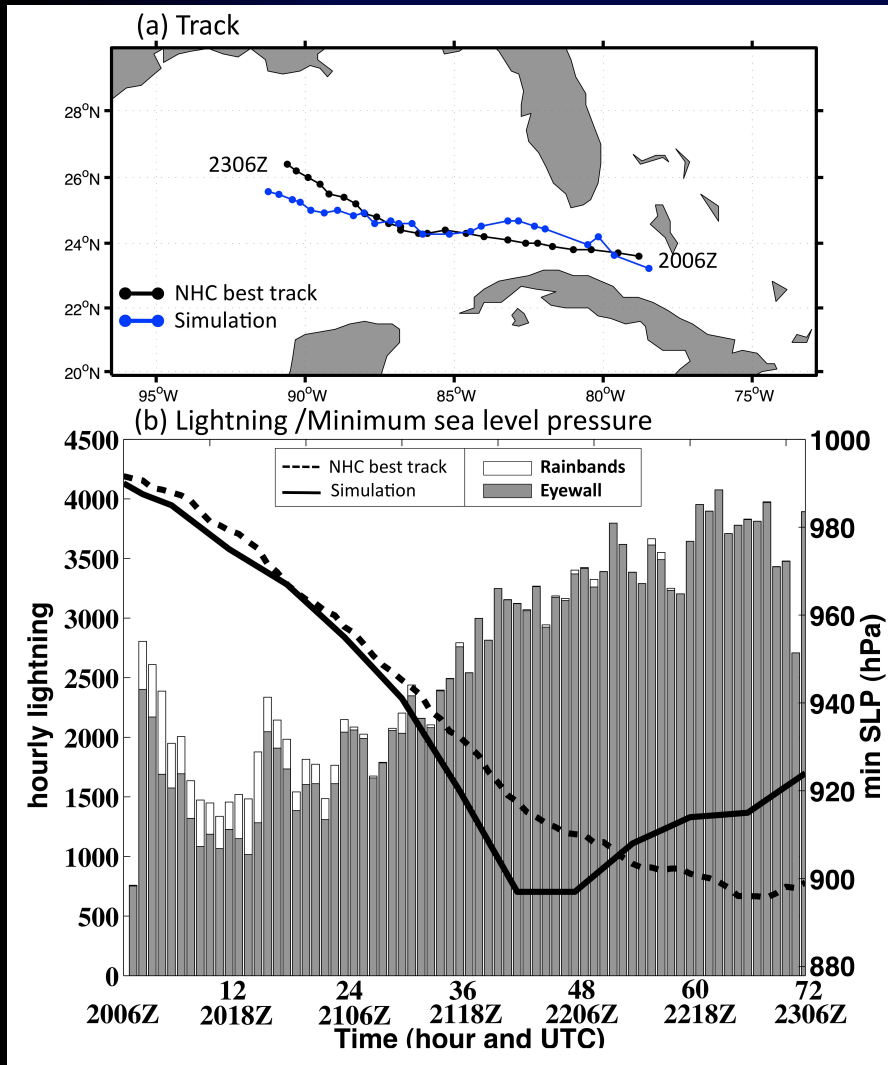 (a) Track
28°N
26°N
24°N
22°N
20°N
2306Z
2006Z
NHC best track
Simulation
95°W 90°W 85°W 80°W 75°W
(b) Lightning /Minimum sea level pressure
NHC best track
Simulation
Rainbands
Eyewall
hourly lightning
4500
4000
3500
3000
2500
2000
1500
1000
500
0
min SLP (hPa)
1000
980
960
940
920
900
880
12 24 36 48 60 72
2006Z 2018Z 2106Z 2118Z 2206Z 2218Z 2306Z
Time (hour and UTC)